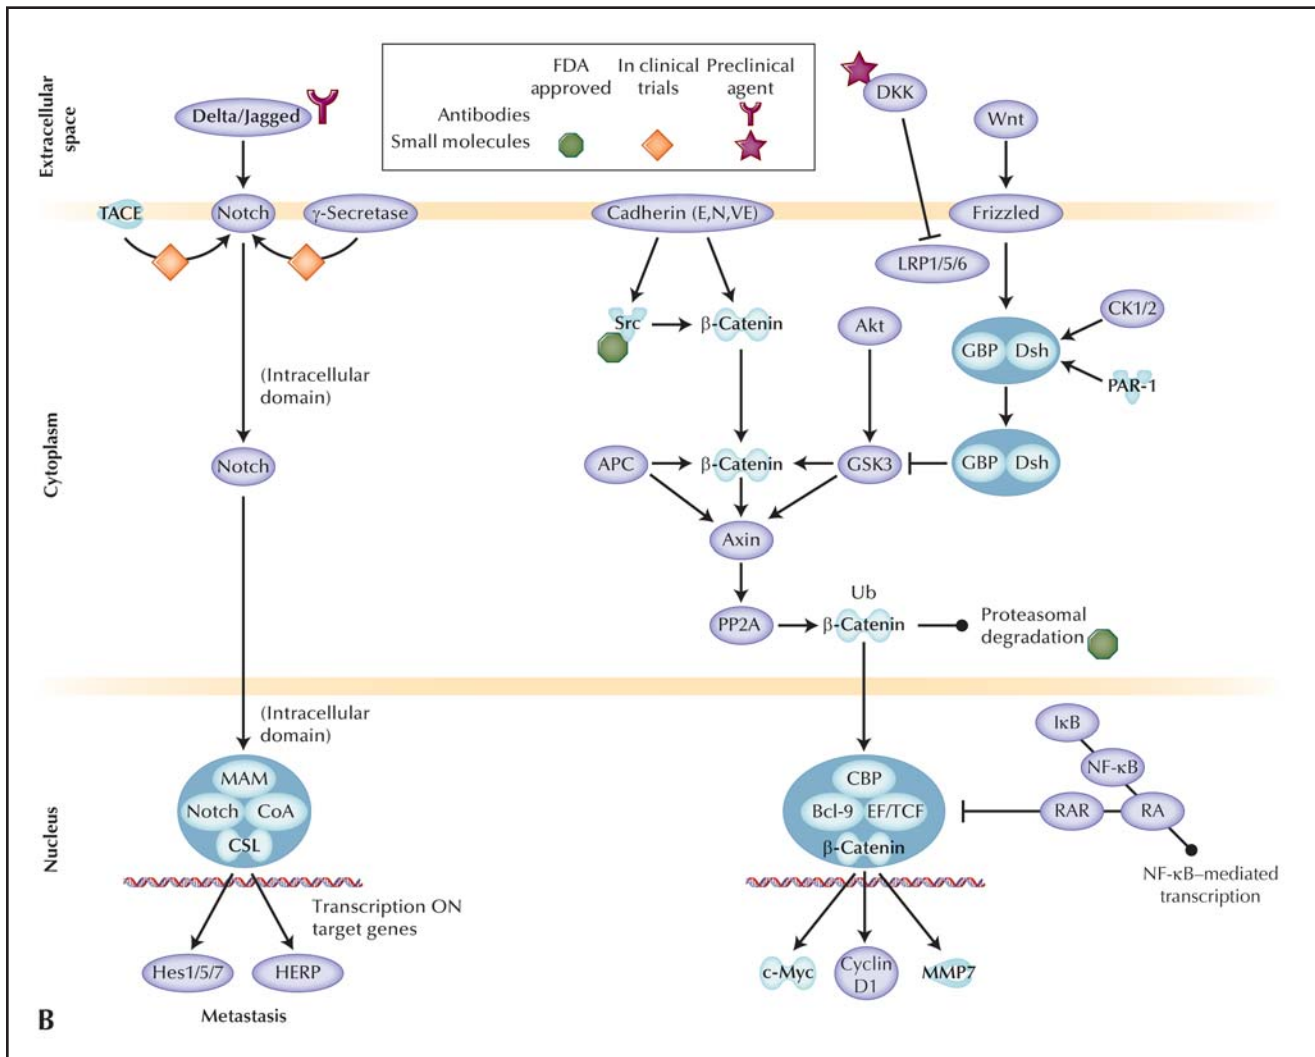 Extracellular
space
FDA
approved
In clinical
trials
Preclinical
agent
Antibodies
Small molecules
Delta/Jagged
DKK
Wnt
TACE
Notch
γ-Secretase
Cadherin (E,N,VE)
Frizzled
LRP1/5/6
Src
β-Catenin
Akt
CK1/2
GBP
Dsh
PAR-1
(Intracellular
domain)
Cytoplasm
Notch
APC
β-Catenin
GSK3
GBP
Dsh
Axin
Ub
PP2A
β-Catenin
Proteasomal
degradation
(Intracellular
domain)
Nucleus
MAM
Notch
CoA
CSL
CBP
Bcl-9
EF/TCF
β-Catenin
IκB
NF-κB
RAR
RA
NF-κB–mediated
transcription
Transcription ON
target genes
Hes1/5/7
HERP
c-Myc
Cyclin
D1
MMP7
Metastasis
B